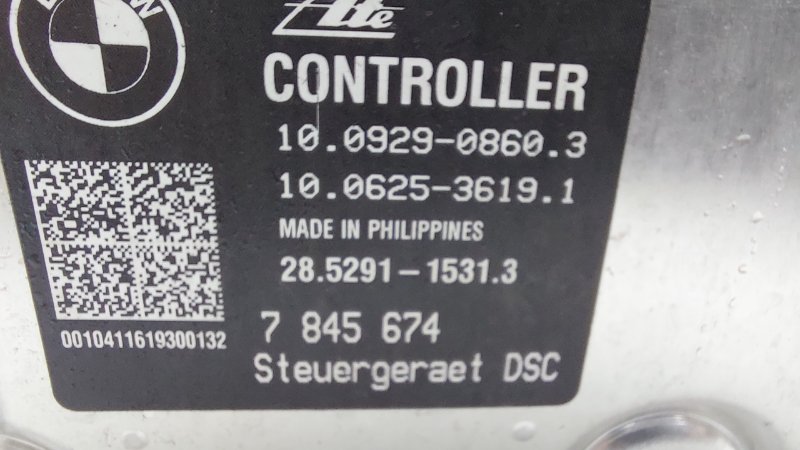 Ate
CONTROLLER
10.0929-0860.3
10.0625-3619.1
MADE IN PHILIPPINES
28.5291-1531.3
0010411619300132
7 845 674
Steuergeraet DSC